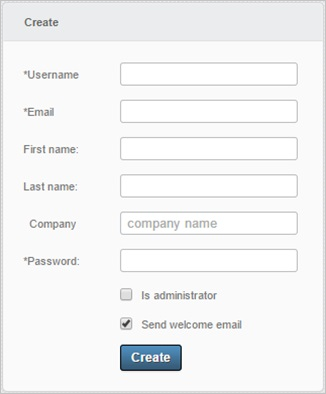 Create
*Username
*Email
First name:
Last name:
Company company name
*Password:
Is administrator
Send welcome email
Create